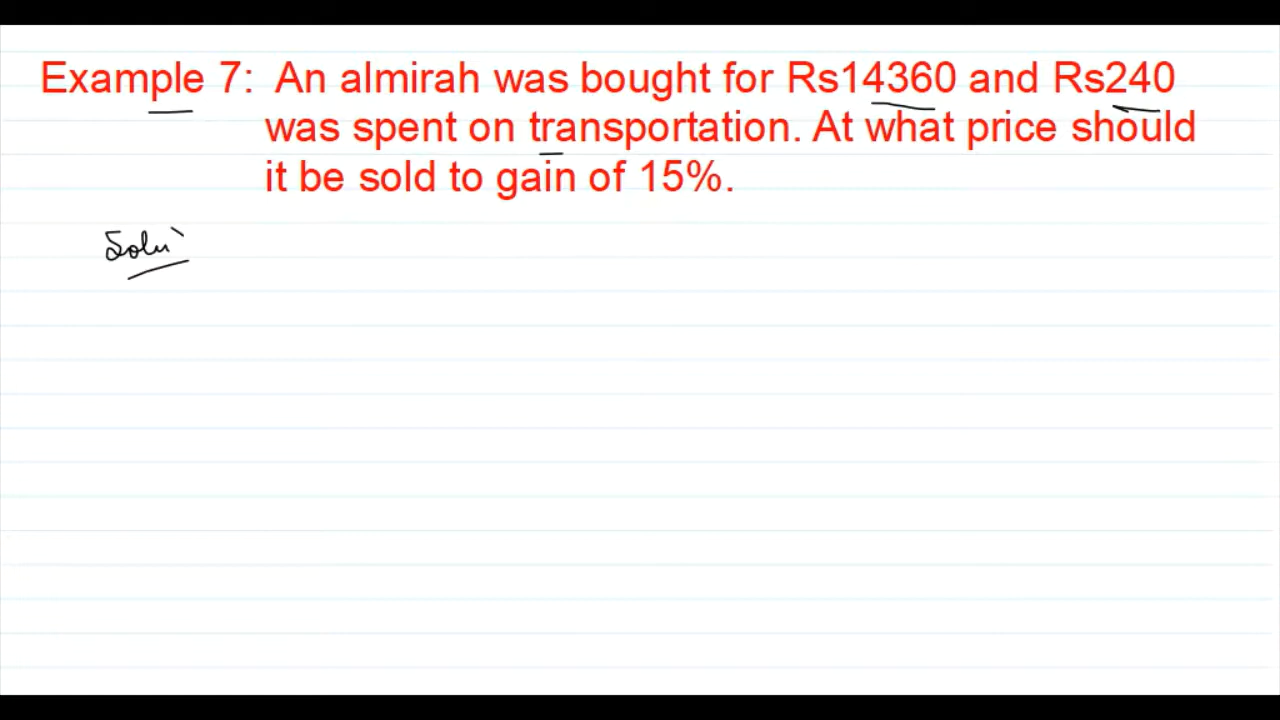 Example 7: An almirah was bought for Rs14360 and Rs240
was spent on transportation. At what price should
it be sold to gain of 15%.
Soln